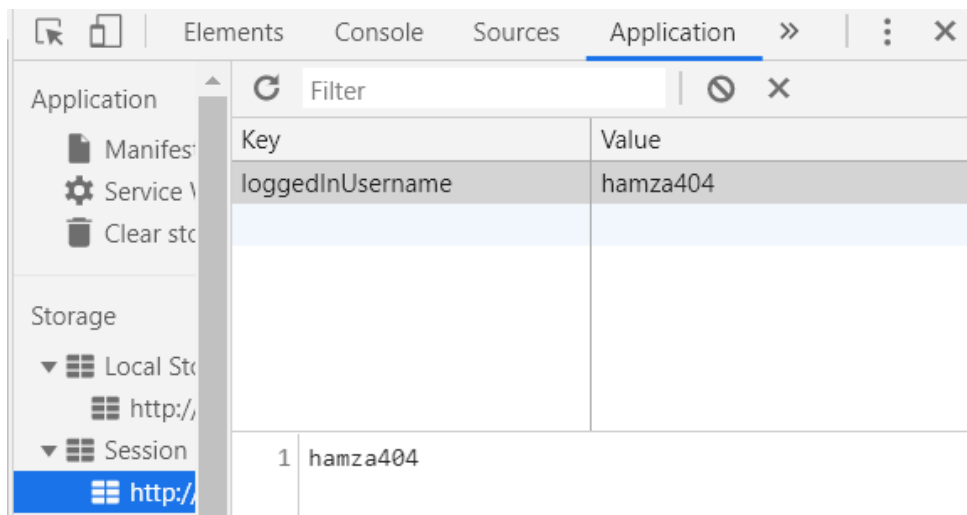 Elements Console Sources Application »
Application
Manifes
Service
Clear sto
Storage
Local Sto
http://
Session
http://
Filter
Key Value
loggedInUsername hamza404
1 hamza404